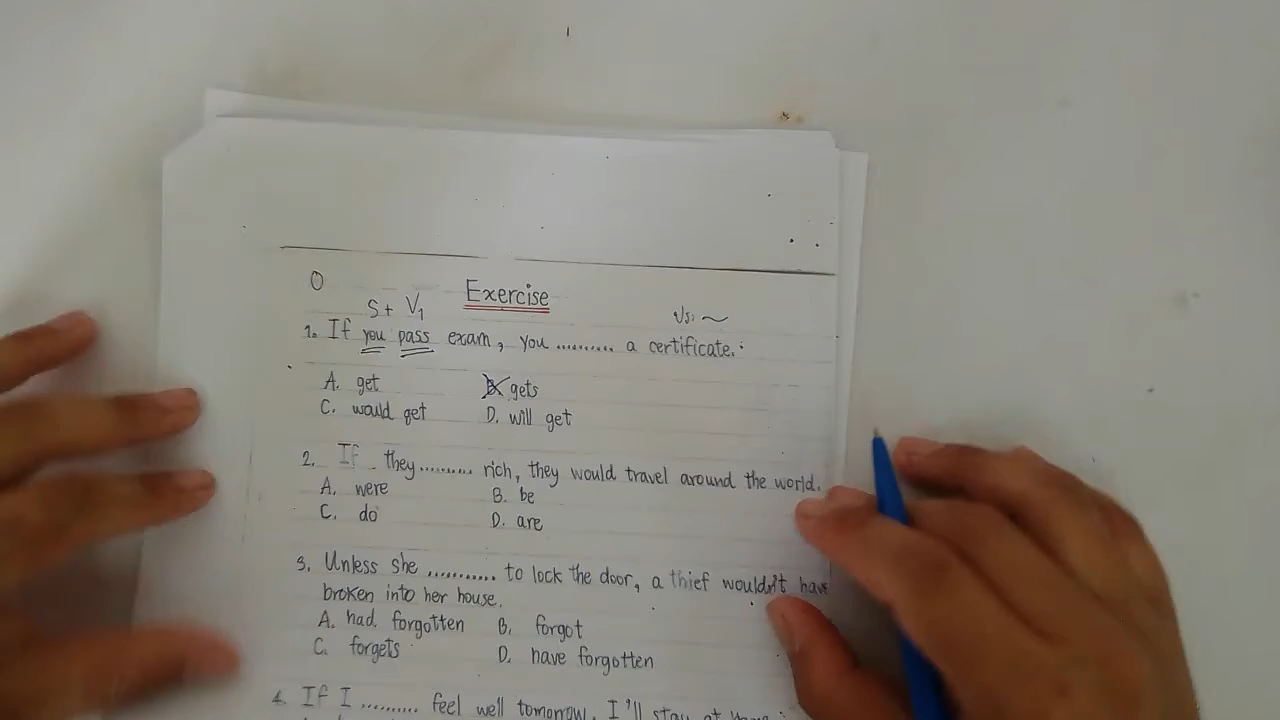 Exercise
S+ V1
1. If you pass exam, you .......... a certificate.
A. get B. gets
C. would get D. will get
2. If they ......... rich, they would travel around the world.
A. were B. be
C. do D. are
3. Unless she ........... to lock the door, a thief wouldn't have
broken into her house.
A. had forgotten B. forgot
C. forgets D. have forgotten
4. If I .......... feel well tomorrow, I'll stay at